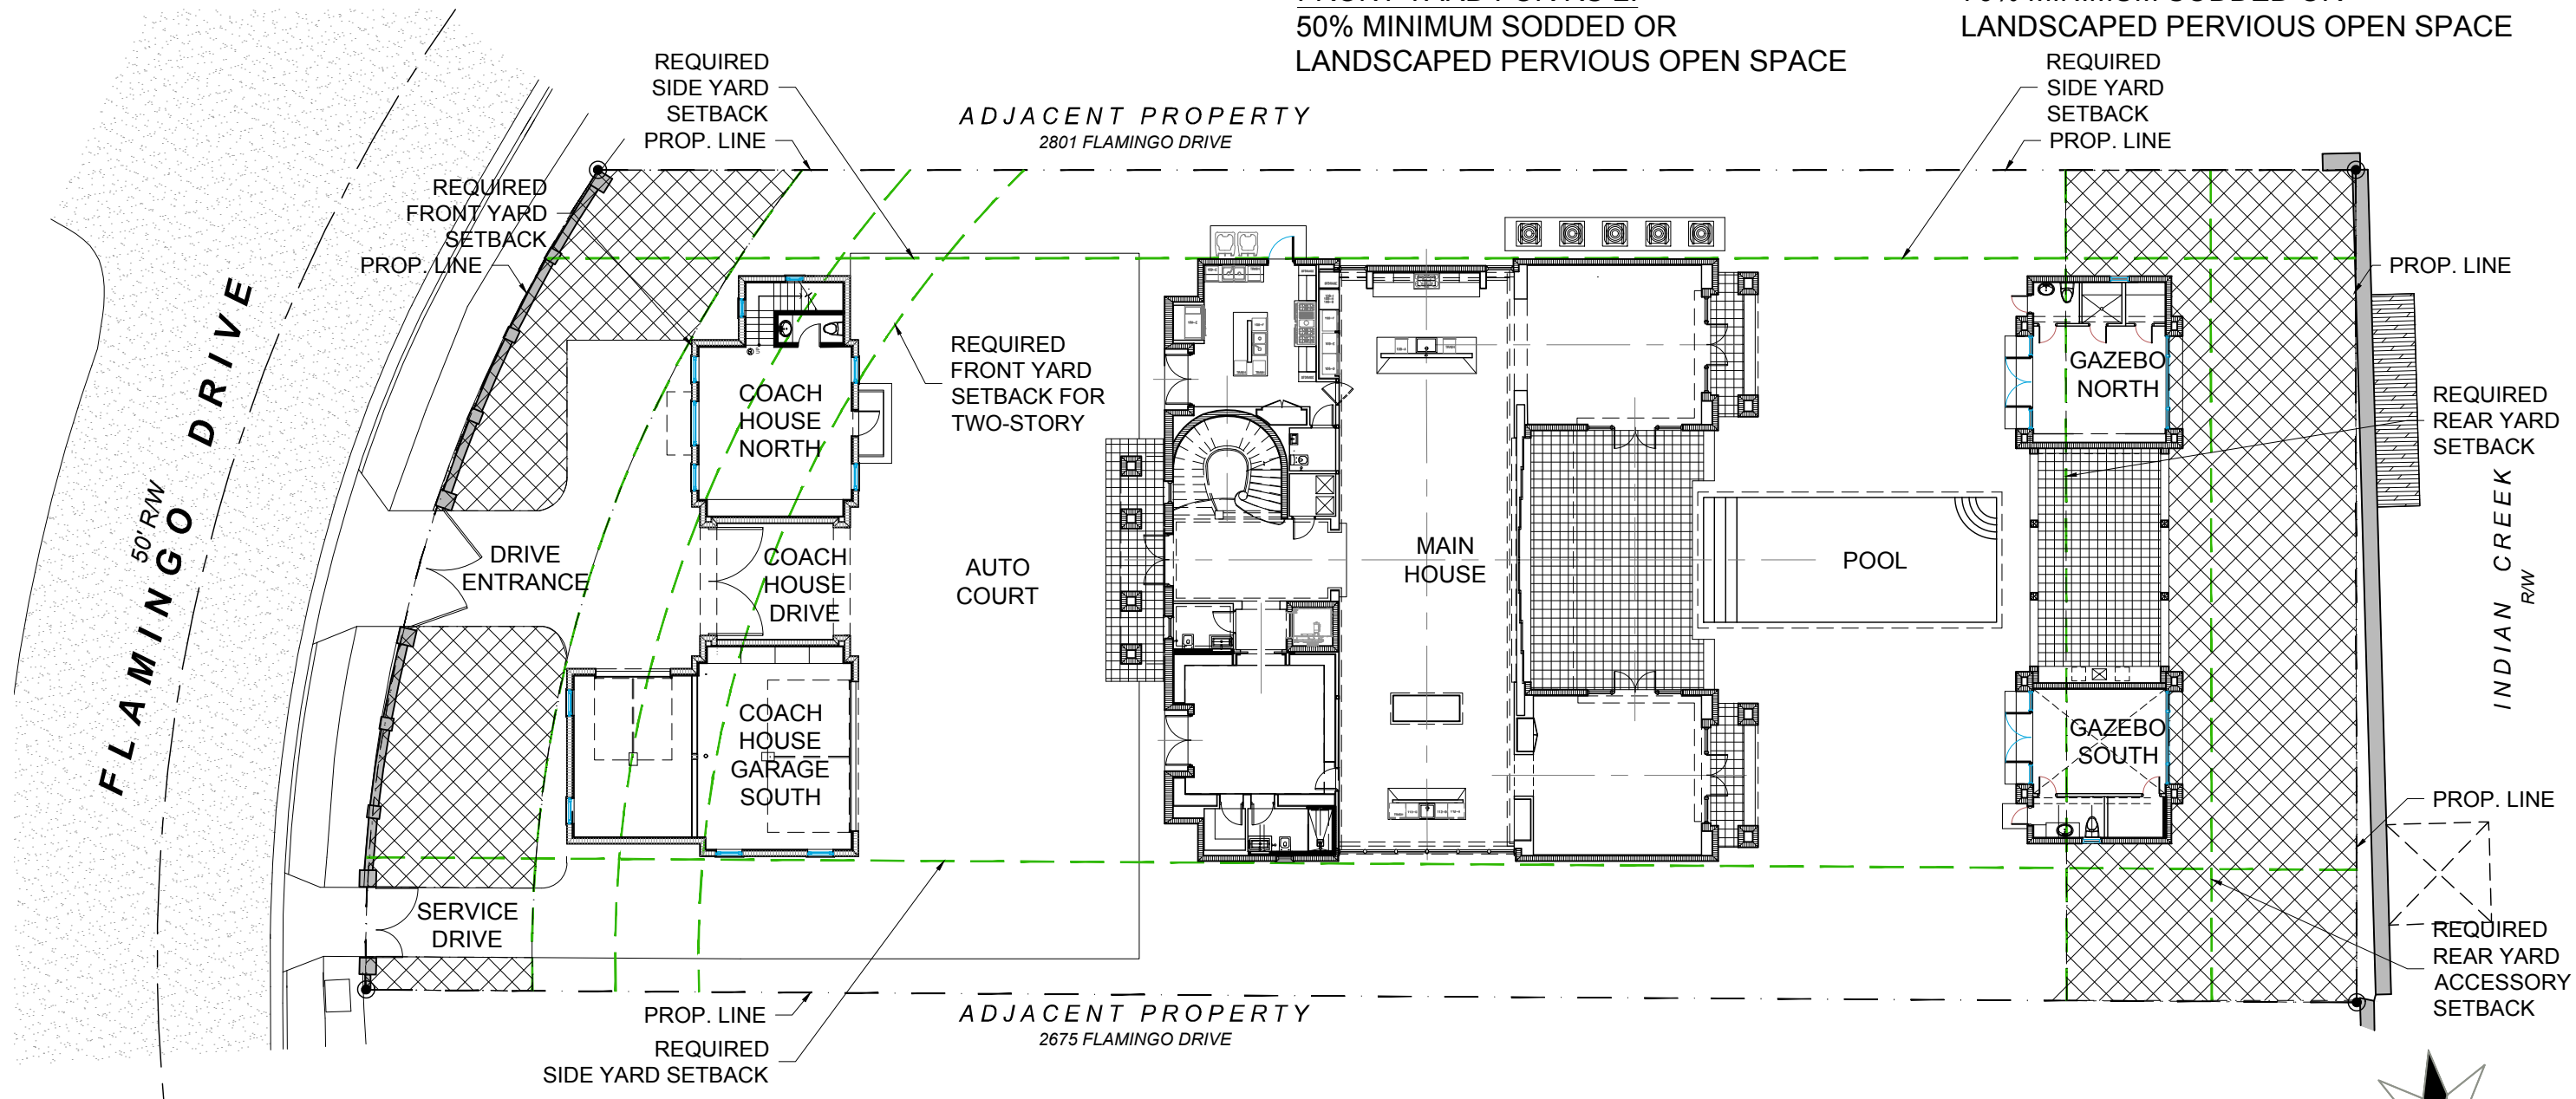 50% MINIMUM SODDED OR
LANDSCAPED PERVIOUS OPEN SPACE
LANDSCAPED PERVIOUS OPEN SPACE
REQUIRED
SIDE YARD
SETBACK
PROP. LINE
ADJACENT PROPERTY
2801 FLAMINGO DRIVE
REQUIRED
SIDE YARD
SETBACK
PROP. LINE
REQUIRED
FRONT YARD
SETBACK
PROP. LINE
PROP. LINE
FLAMINGO DRIVE
50' R/W
REQUIRED
FRONT YARD
SETBACK FOR
TWO-STORY
COACH
HOUSE
NORTH
GAZEBO
NORTH
REQUIRED
REAR YARD
SETBACK
DRIVE
ENTRANCE
COACH
HOUSE
DRIVE
AUTO
COURT
MAIN
HOUSE
POOL
INDIAN CREEK
R/W
COACH
HOUSE
GARAGE
SOUTH
GAZEBO
SOUTH
PROP. LINE
SERVICE
DRIVE
REQUIRED
REAR YARD
ACCESSORY
SETBACK
PROP. LINE
ADJACENT PROPERTY
2675 FLAMINGO DRIVE
REQUIRED
SIDE YARD SETBACK